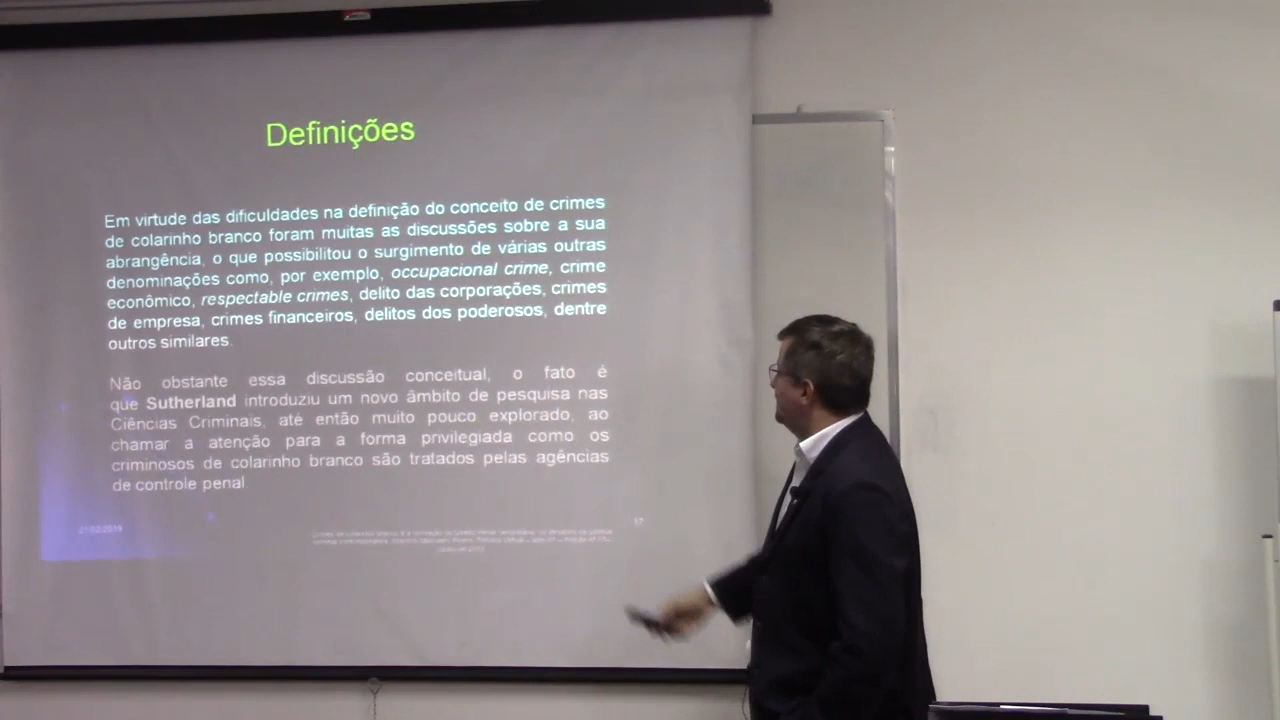 Definições
Em virtude das dificuldades na definição do conceito de crimes
de colarinho branco foram muitas as discussões sobre a sua
abrangência, o que possibilitou o surgimento de várias outras
denominações como, por exemplo, occupacional crime, crime
econômico, respectable crimes, delito das corporações, crimes
de empresa, crimes financeiros, delitos dos poderosos, dentre
outros similares.
Não obstante essa discussão conceitual, o fato é
que Sutherland introduziu um novo âmbito de pesquisa nas
Ciências Criminais, até então muito pouco explorado, ao
chamar a atenção para a forma privilegiada como os
criminosos de colarinho branco são tratados pelas agências
de controle penal